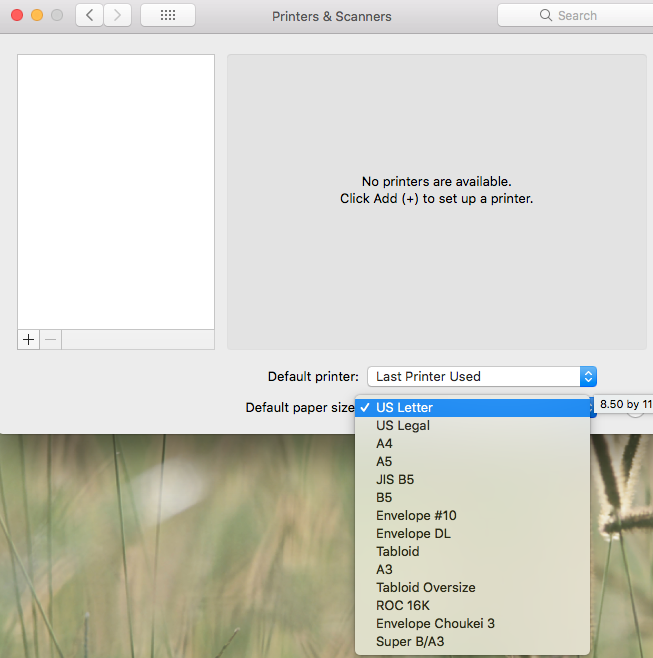 Printers & Scanners
Search
No printers are available.
Click Add (+) to set up a printer.
Default printer:
Last Printer Used
Default paper size
US Letter
8.50 by 11
US Legal
A4
A5
JIS B5
B5
Envelope #10
Envelope DL
Tabloid
A3
Tabloid Oversize
ROC 16K
Envelope Choukei 3
Super B/A3